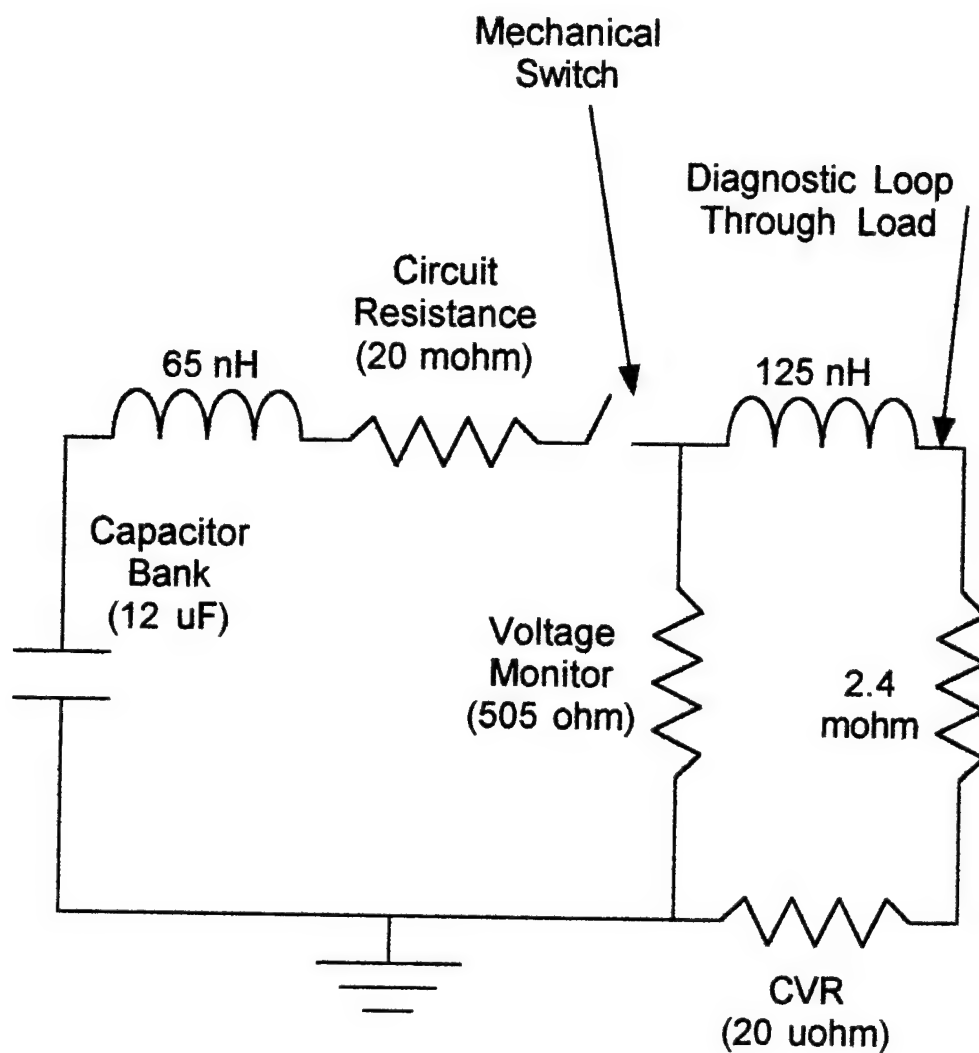 Mechanical
Switch
Diagnostic Loop
Through Load
Circuit
Resistance
(20 mohm)
65 nH
125 nH
Capacitor
Bank
(12 uF)
Voltage
Monitor
(505 ohm)
2.4
mohm
CVR
(20 uohm)